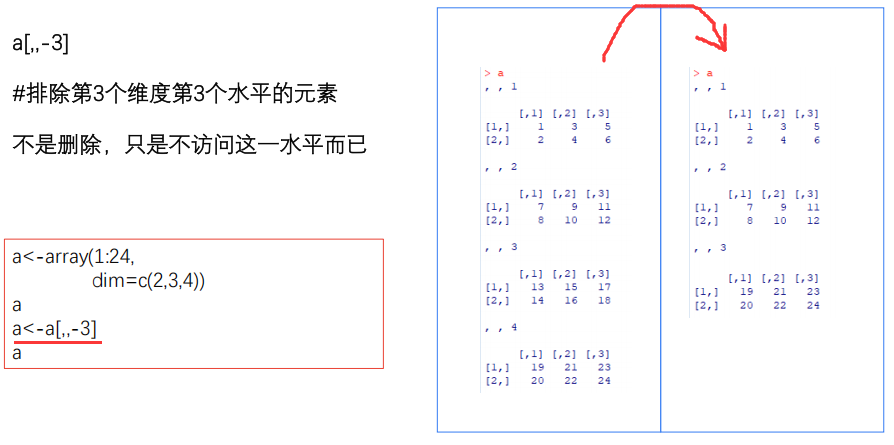 a[,,-3]
#排除第3个维度第3个水平的元素
不是删除，只是不访问这一水平而已
a<-array(1:24,
dim=c(2,3,4))
a
a<-a[,,-3]
a
> a
, , 1
[,1] [,2] [,3]
[1,] 1 3 5
[2,] 2 4 6
, , 2
[,1] [,2] [,3]
[1,] 7 9 11
[2,] 8 10 12
, , 3
[,1] [,2] [,3]
[1,] 13 15 17
[2,] 14 16 18
, , 4
[,1] [,2] [,3]
[1,] 19 21 23
[2,] 20 22 24
> a
, , 1
[,1] [,2] [,3]
[1,] 1 3 5
[2,] 2 4 6
, , 2
[,1] [,2] [,3]
[1,] 7 9 11
[2,] 8 10 12
, , 3
[,1] [,2] [,3]
[1,] 19 21 23
[2,] 20 22 24